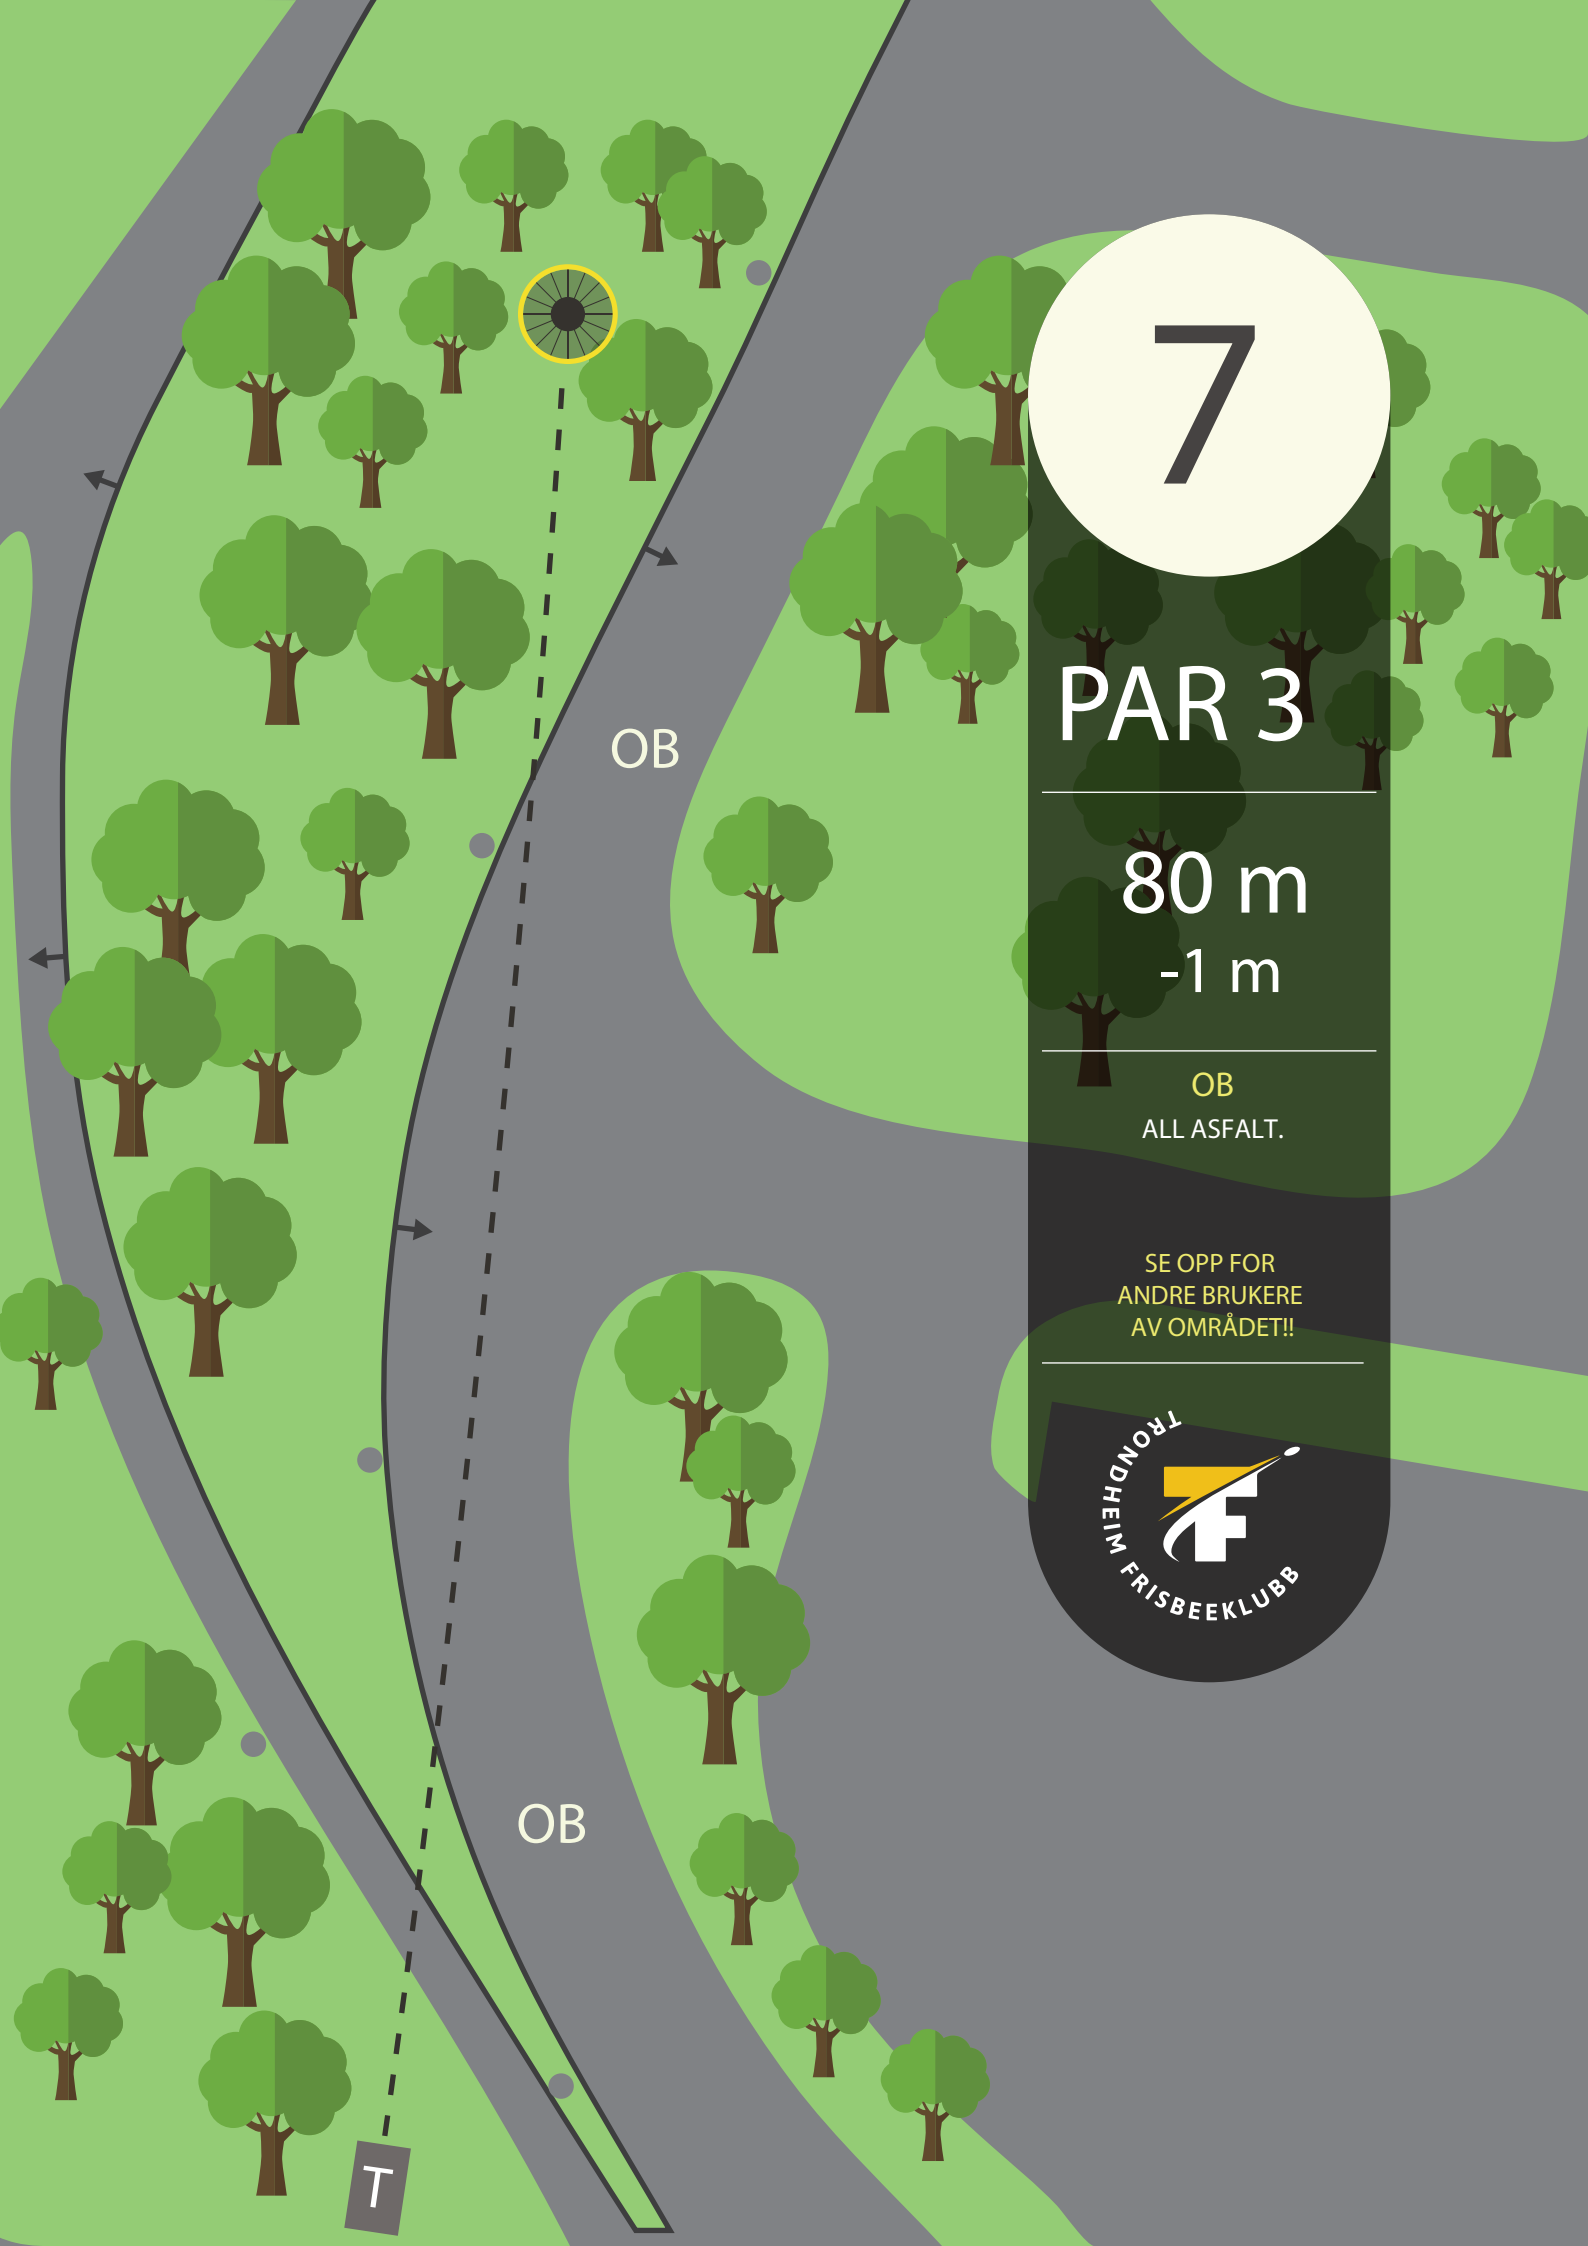 7
PAR 3
OB
80 m
-1 m
OB
ALL ASFALT.
SE OPP FOR
ANDRE BRUKERE
AV OMRÅDET!!
TRONDHEIM FRISBEEKLUBB
TF
OB
T